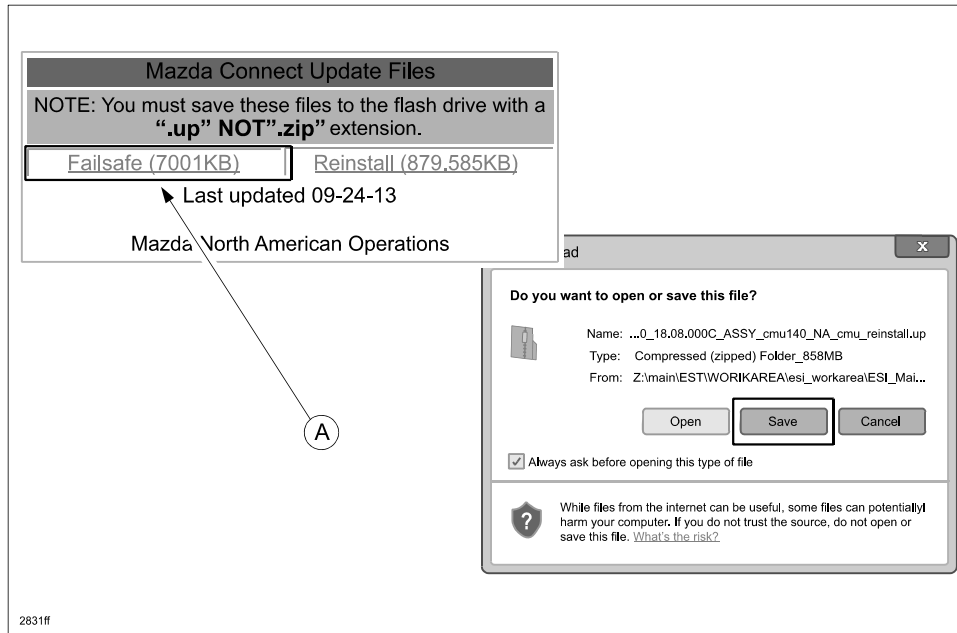 Mazda Connect Update Files
NOTE: You must save these files to the flash drive with a
“.up” NOT”.zip” extension.
Failsafe (7001KB) Reinstall (879,585KB)
Last updated 09-24-13
Mazda North American Operations
A
ad
x
Do you want to open or save this file?
Name: ...0_18.08.000C_ASSY_cmu140_NA_cmu_reinstall.up
Type: Compressed (zipped) Folder_858MB
From: Z:\main\EST\WORIKAREA\esi_workarea\ESI_Mai...
Open Save Cancel
Always ask before opening this type of file
?
While files from the internet can be useful, some files can potentiallyl
harm your computer. If you do not trust the source, do not open or
save this file. What's the risk?
2831ff